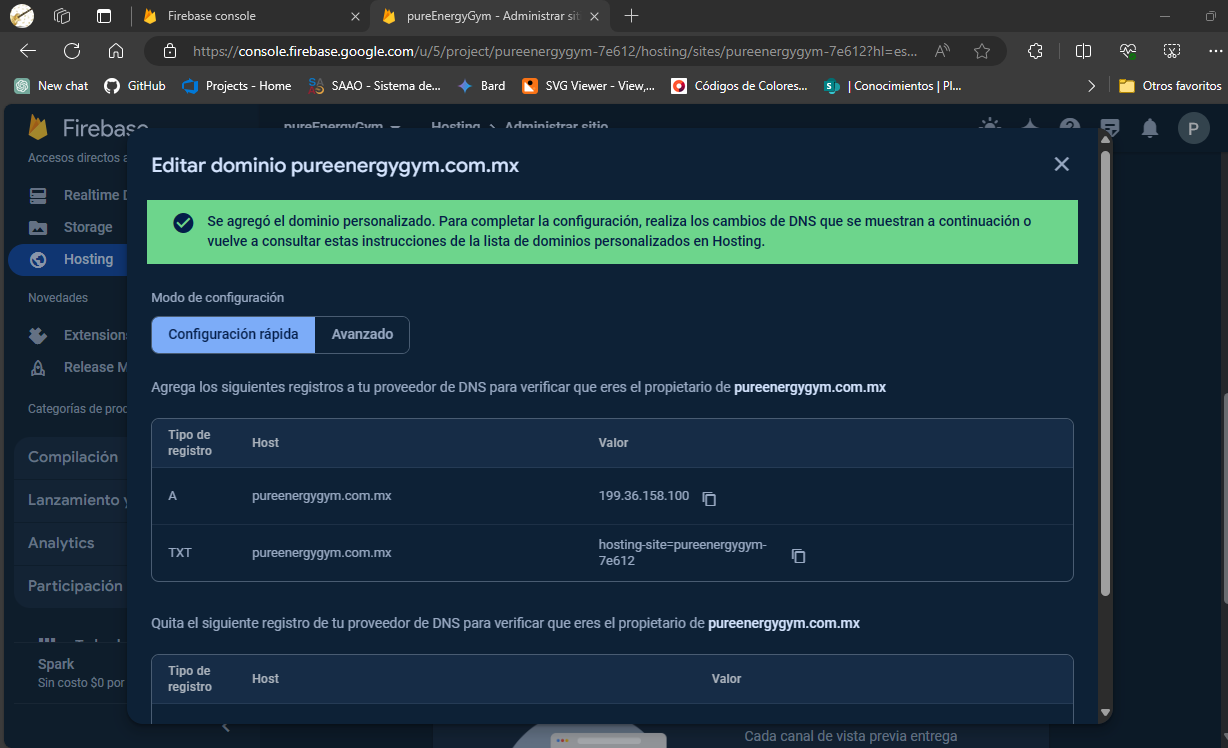 Firebase console
pureEnergyGym - Administrar siti
https://console.firebase.google.com/u/5/project/pureenergygym-7e612/hosting/sites/pureenergygym-7e612?hl=es...
New chat
GitHub
Projects - Home
SAAO - Sistema de...
Bard
SVG Viewer - View,...
Códigos de Colores...
| Conocimientos | Pl...
Otros favoritos
Firebase
pureEnergyGym
Hosting
Administrar sitio
P
Accesos directos a
Realtime D
Storage
Hosting
Novedades
Extension
Release M
Categorías de proc
Compilación
Lanzamiento y
Analytics
Participación
Spark
Sin costo $0 por
Editar dominio pureenergygym.com.mx
Se agregó el dominio personalizado. Para completar la configuración, realiza los cambios de DNS que se muestran a continuación o
vuelve a consultar estas instrucciones de la lista de dominios personalizados en Hosting.
Modo de configuración
Configuración rápida
Avanzado
Agrega los siguientes registros a tu proveedor de DNS para verificar que eres el propietario de pureenergygym.com.mx
Tipo de
registro
Host
Valor
A
pureenergygym.com.mx
199.36.158.100
TXT
pureenergygym.com.mx
hosting-site=pureenergygym-
7e612
Quita el siguiente registro de tu proveedor de DNS para verificar que eres el propietario de pureenergygym.com.mx
Tipo de
registro
Host
Valor
Cada canal de vista previa entrega